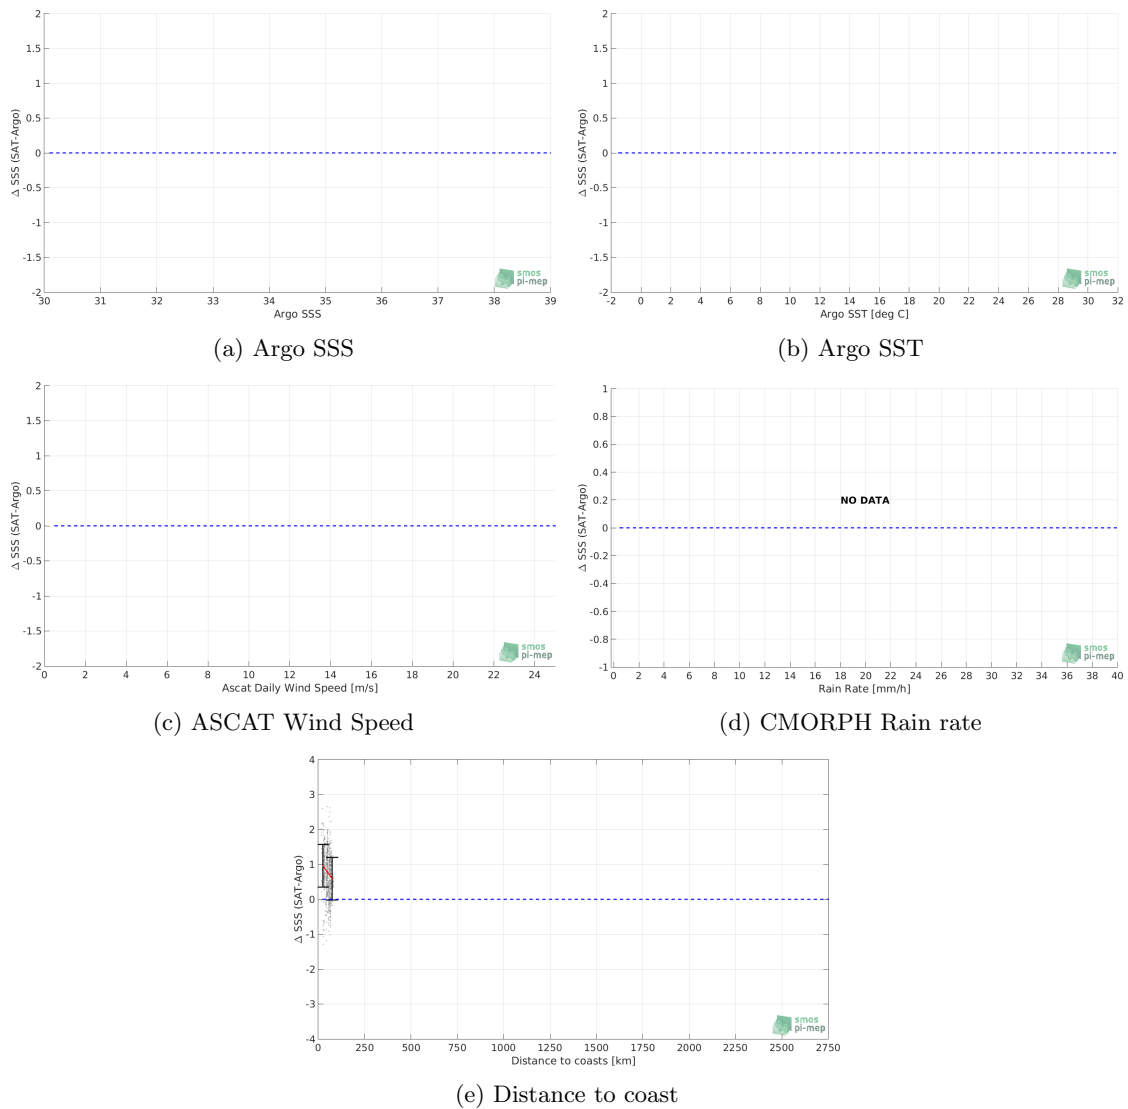 2
1.5
1
0.5
0
-0.5
-1
-1.5
-2
Δ SSS (SAT-Argo)
30 31 32 33 34 35 36 37 38 39
Argo SSS
smos
pi-mep
(a) Argo SSS
2
1.5
1
0.5
0
-0.5
-1
-1.5
-2
Δ SSS (SAT-Argo)
-2 0 2 4 6 8 10 12 14 16 18 20 22 24 26 28 30 32
Argo SST [deg C]
smos
pi-mep
(b) Argo SST
2
1.5
1
0.5
0
-0.5
-1
-1.5
-2
Δ SSS (SAT-Argo)
0 2 4 6 8 10 12 14 16 18 20 22 24
Ascat Daily Wind Speed [m/s]
smos
pi-mep
(c) ASCAT Wind Speed
1
0.8
0.6
0.4
0.2
0
-0.2
-0.4
-0.6
-0.8
-1
Δ SSS (SAT-Argo)
NO DATA
0 2 4 6 8 10 12 14 16 18 20 22 24 26 28 30 32 34 36 38 40
Rain Rate [mm/h]
smos
pi-mep
(d) CMORPH Rain rate
4
3
2
1
0
-1
-2
-3
-4
Δ SSS (SAT-Argo)
0 250 500 750 1000 1250 1500 1750 2000 2250 2500 2750
Distance to coasts [km]
smos
pi-mep
(e) Distance to coast